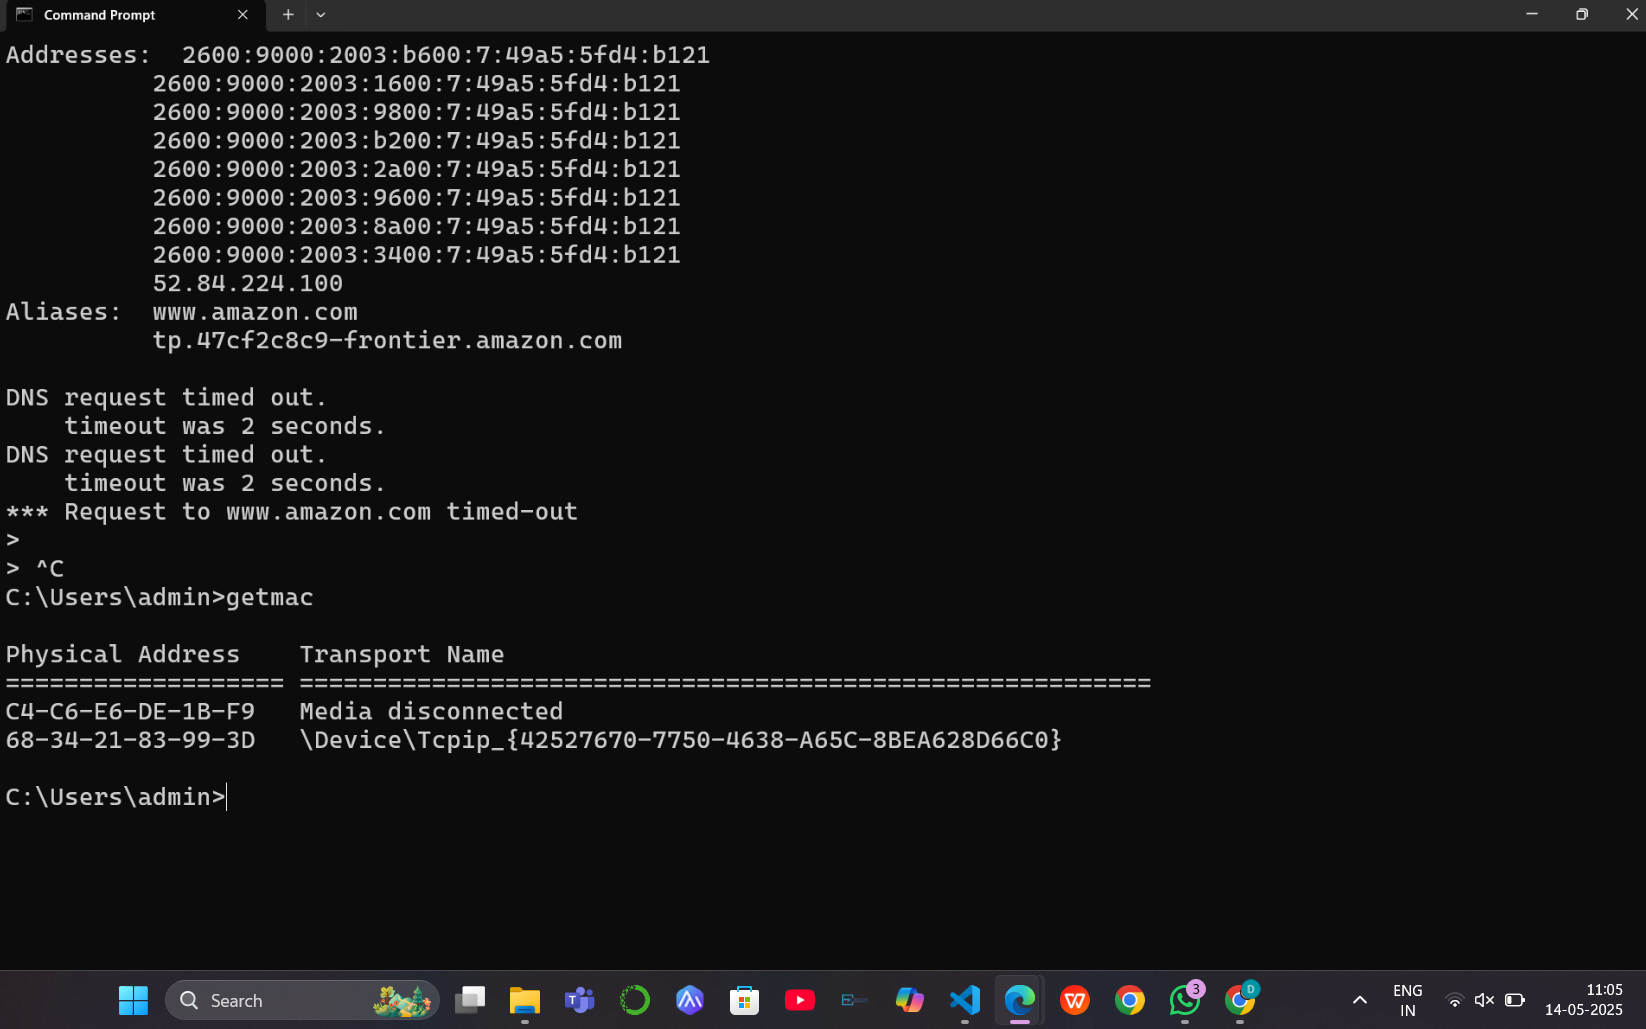 Command Prompt
Addresses:  2600:9000:2003:b600:7:49a5:5fd4:b121
2600:9000:2003:1600:7:49a5:5fd4:b121
2600:9000:2003:9800:7:49a5:5fd4:b121
2600:9000:2003:b200:7:49a5:5fd4:b121
2600:9000:2003:2a00:7:49a5:5fd4:b121
2600:9000:2003:9600:7:49a5:5fd4:b121
2600:9000:2003:8a00:7:49a5:5fd4:b121
2600:9000:2003:3400:7:49a5:5fd4:b121
52.84.224.100
Aliases:  www.amazon.com
tp.47cf2c8c9-frontier.amazon.com
DNS request timed out.
timeout was 2 seconds.
DNS request timed out.
timeout was 2 seconds.
*** Request to www.amazon.com timed-out
>
> ^C
C:\Users\admin>getmac
Physical Address    Transport Name
=================== ==========================================================
C4-C6-E6-DE-1B-F9   Media disconnected
68-34-21-83-99-3D   \Device\Tcpip_{42527670-7750-4638-A65C-8BEA628D66C0}
C:\Users\admin>
Search
3
D
ENG
IN
11:05
14-05-2025